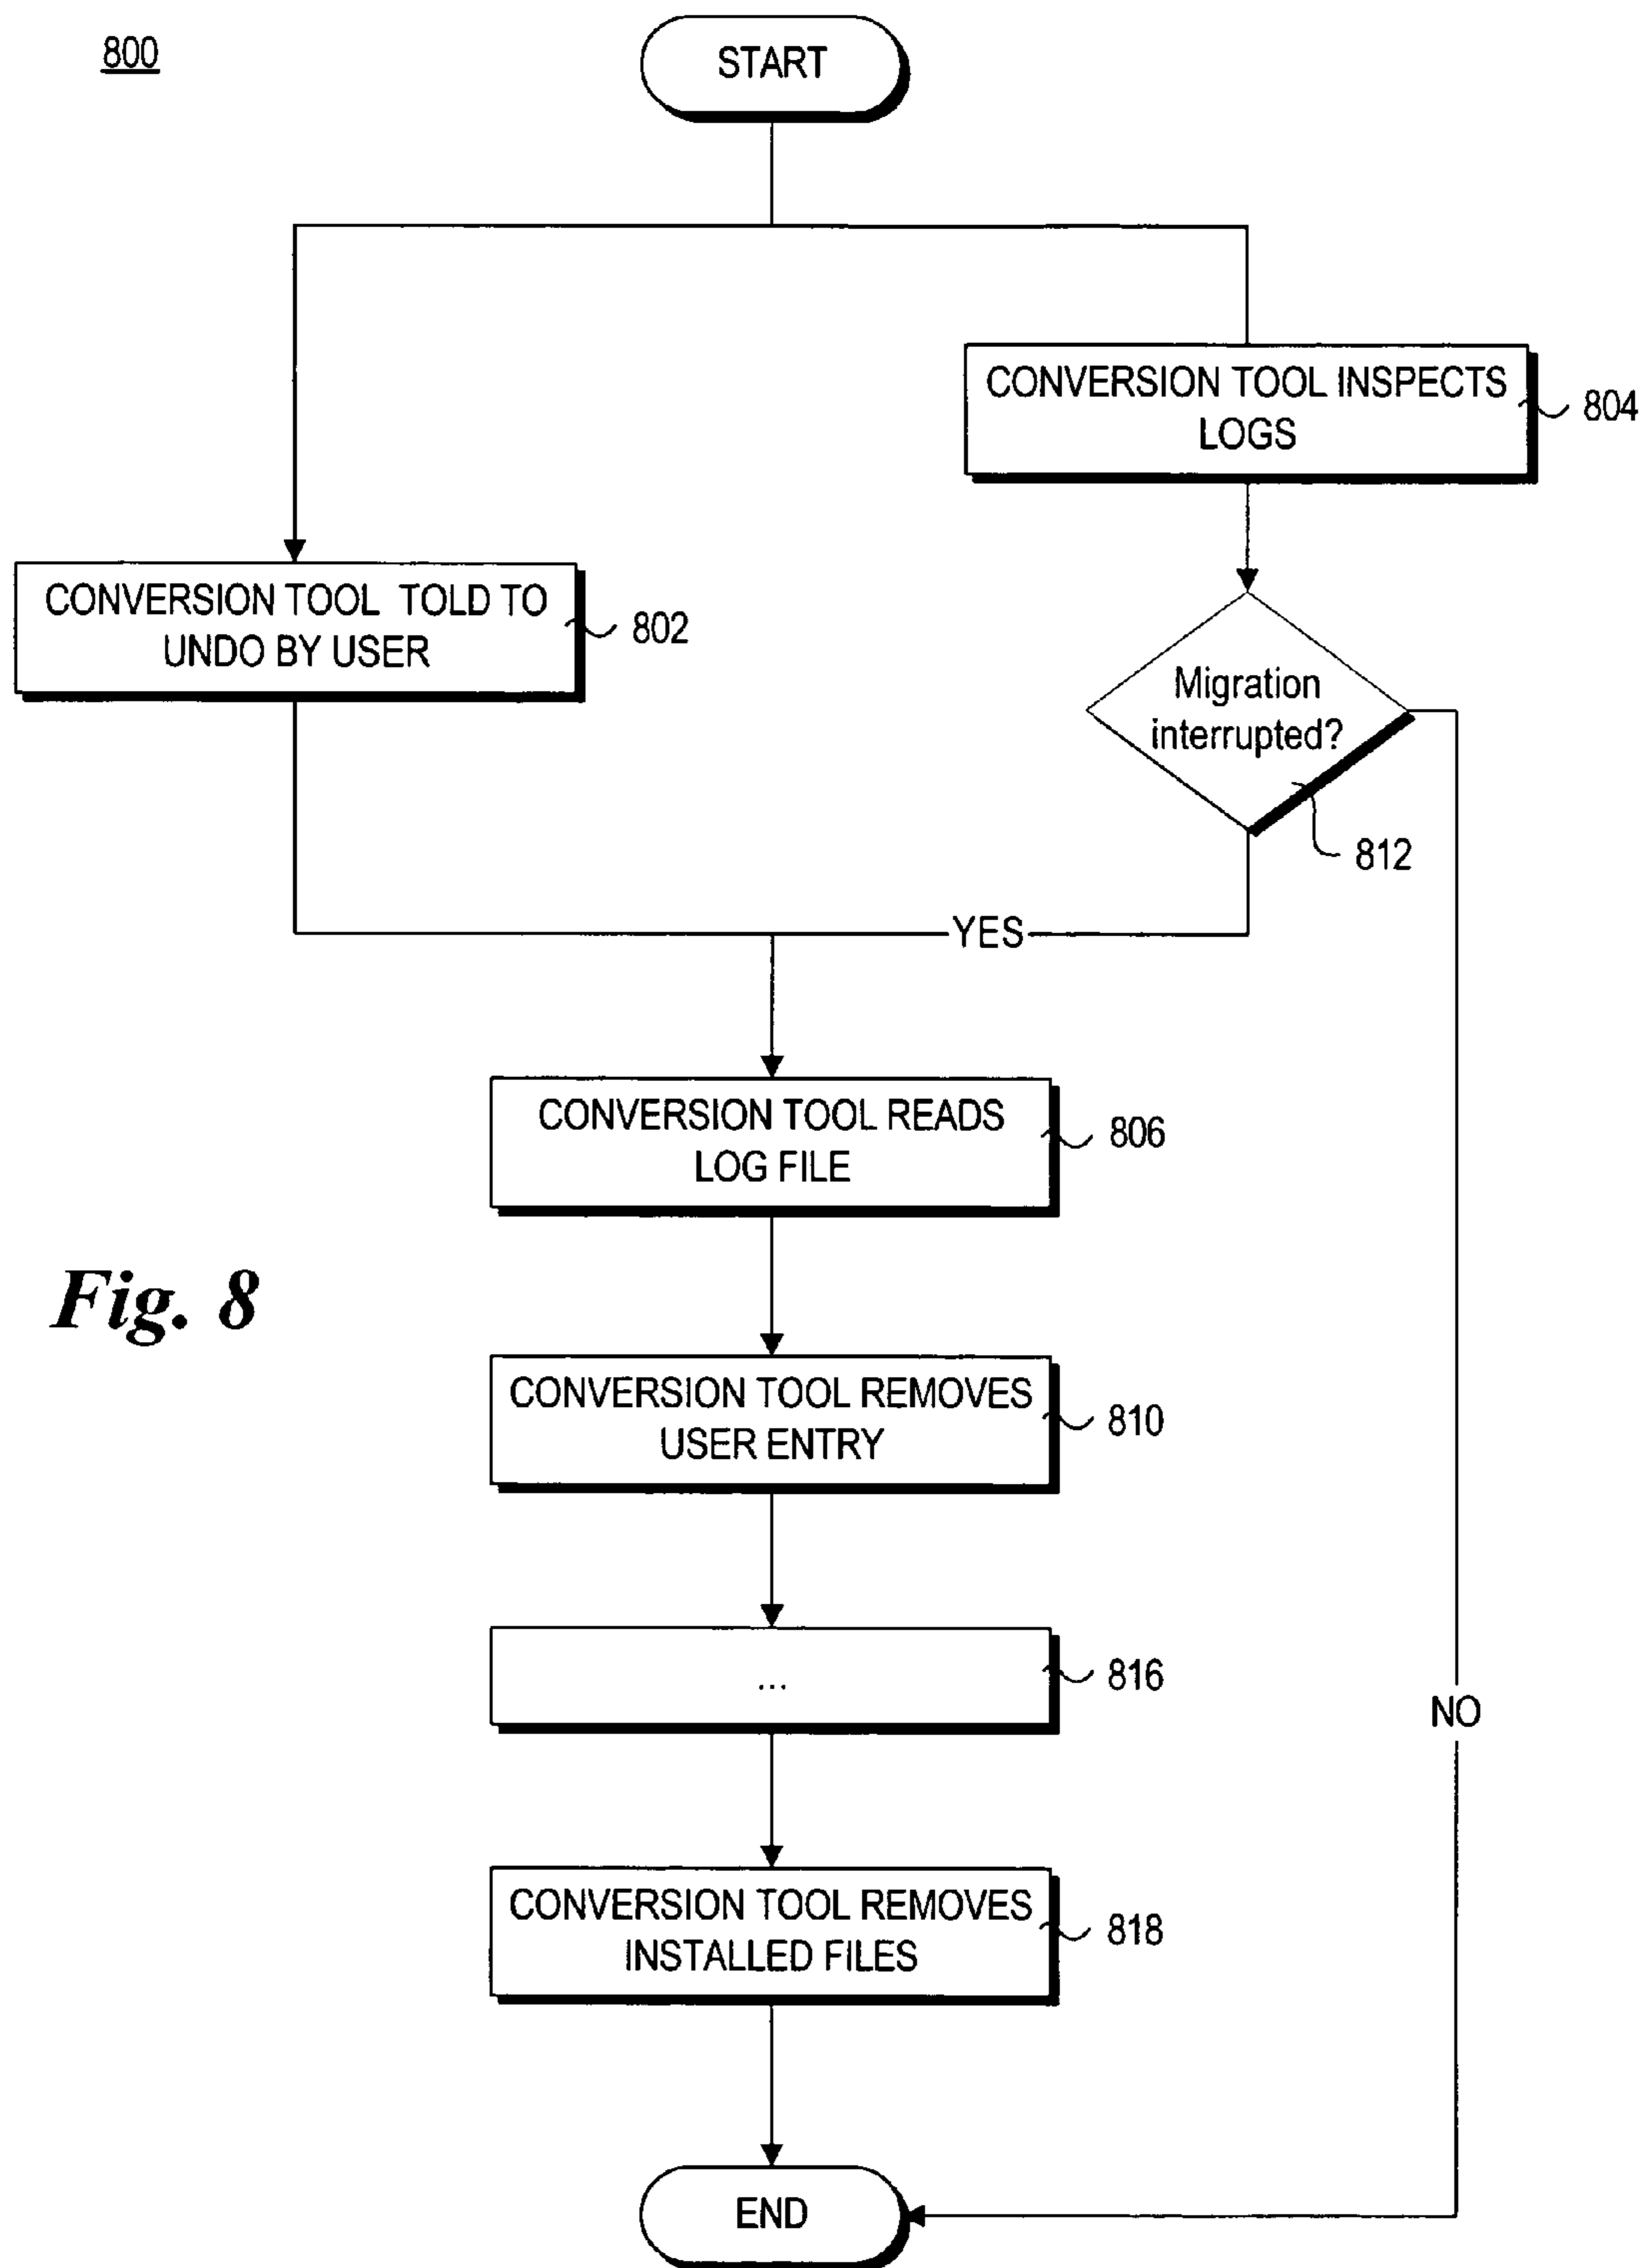 800
START
CONVERSION TOOL INSPECTS
LOGS
804
CONVERSION TOOL TOLD TO
UNDO BY USER
802
Migration
interrupted?
812
YES
CONVERSION TOOL READS
LOG FILE
806
Fig. 8
CONVERSION TOOL REMOVES
USER ENTRY
810
...
816
NO
CONVERSION TOOL REMOVES
INSTALLED FILES
818
END